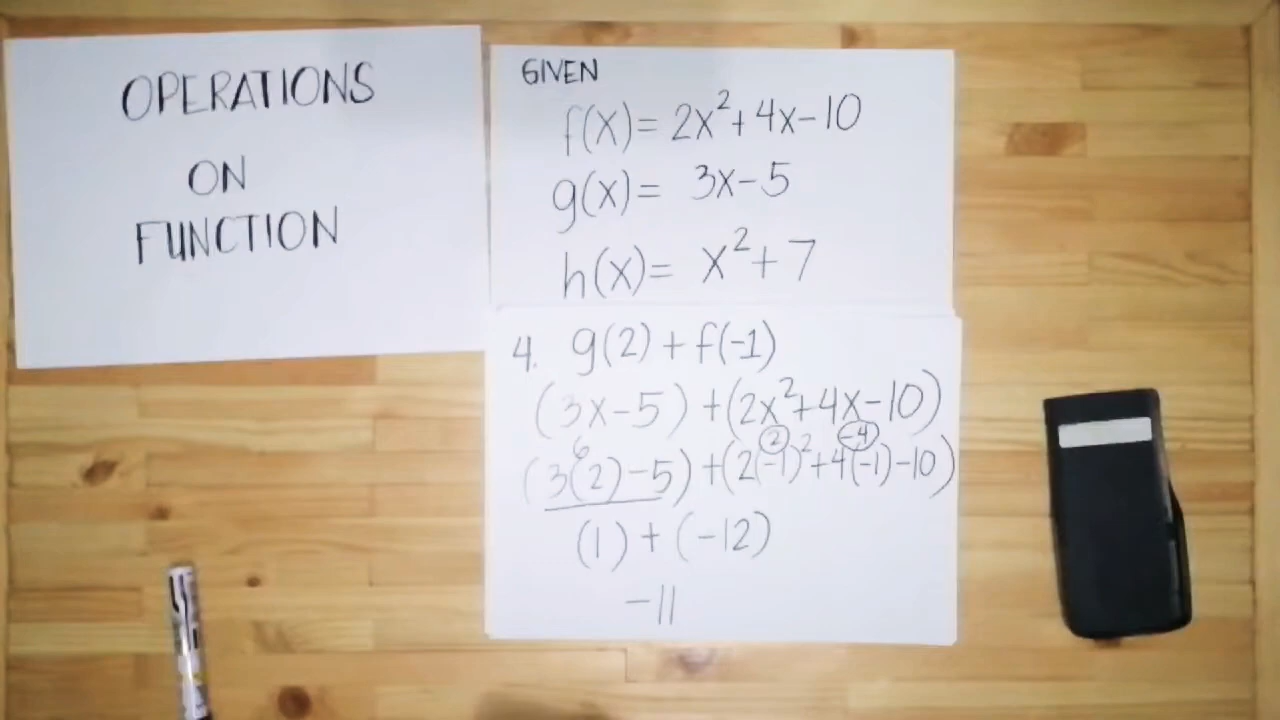 OPERATIONS
ON
FUNCTION
GIVEN
f(x)= 2x²+4x-10
g(x)= 3x-5
h(x)= x²+7
4. g(2)+f(-1)
(3x-5)+(2x²+4x-10)
6 2 -4
(3(2)-5)+(2(-1)²+4(-1)-10)
(1)+(-12)
-11